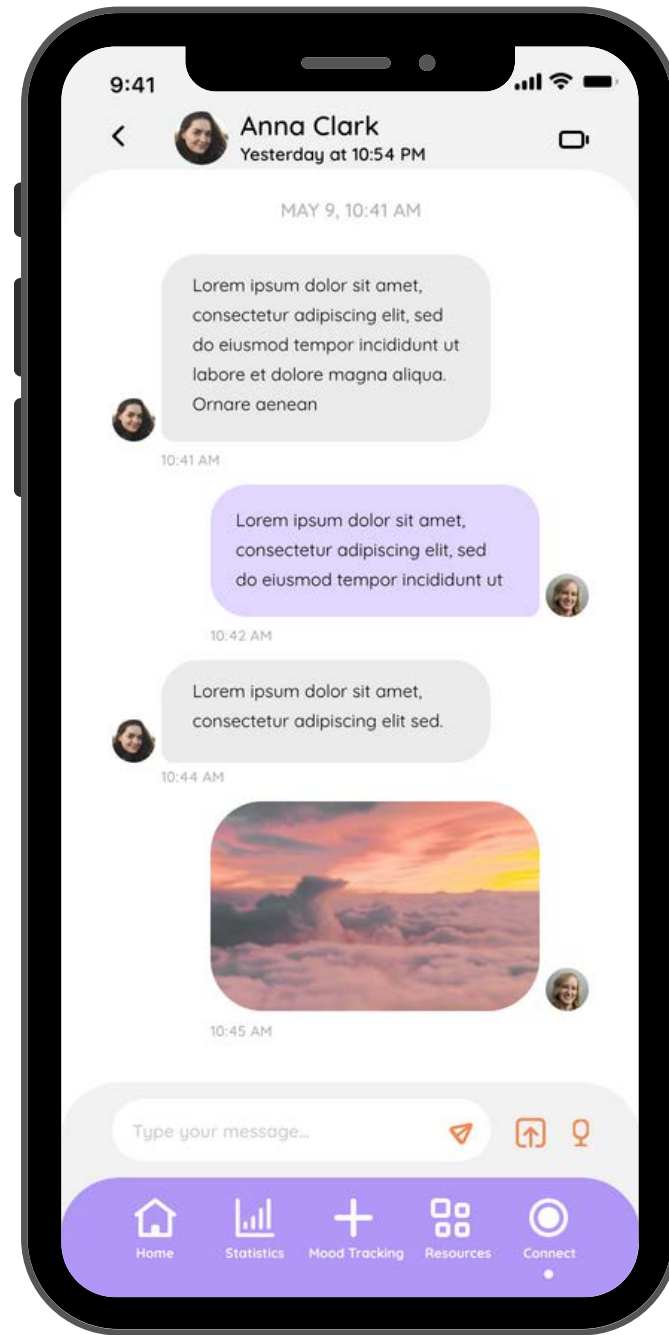 9:41
Anna Clark
Yesterday at 10:54 PM
MAY 9, 10:41 AM
Lorem ipsum dolor sit amet,
consectetur adipiscing elit, sed
do eiusmod tempor incididunt ut
labore et dolore magna aliqua.
Ornare aenean
10:41 AM
Lorem ipsum dolor sit amet,
consectetur adipiscing elit, sed
do eiusmod tempor incididunt ut
10:42 AM
Lorem ipsum dolor sit amet,
consectetur adipiscing elit sed.
10:44 AM
10:45 AM
Type your message...
Home Statistics Mood Tracking Resources Connect